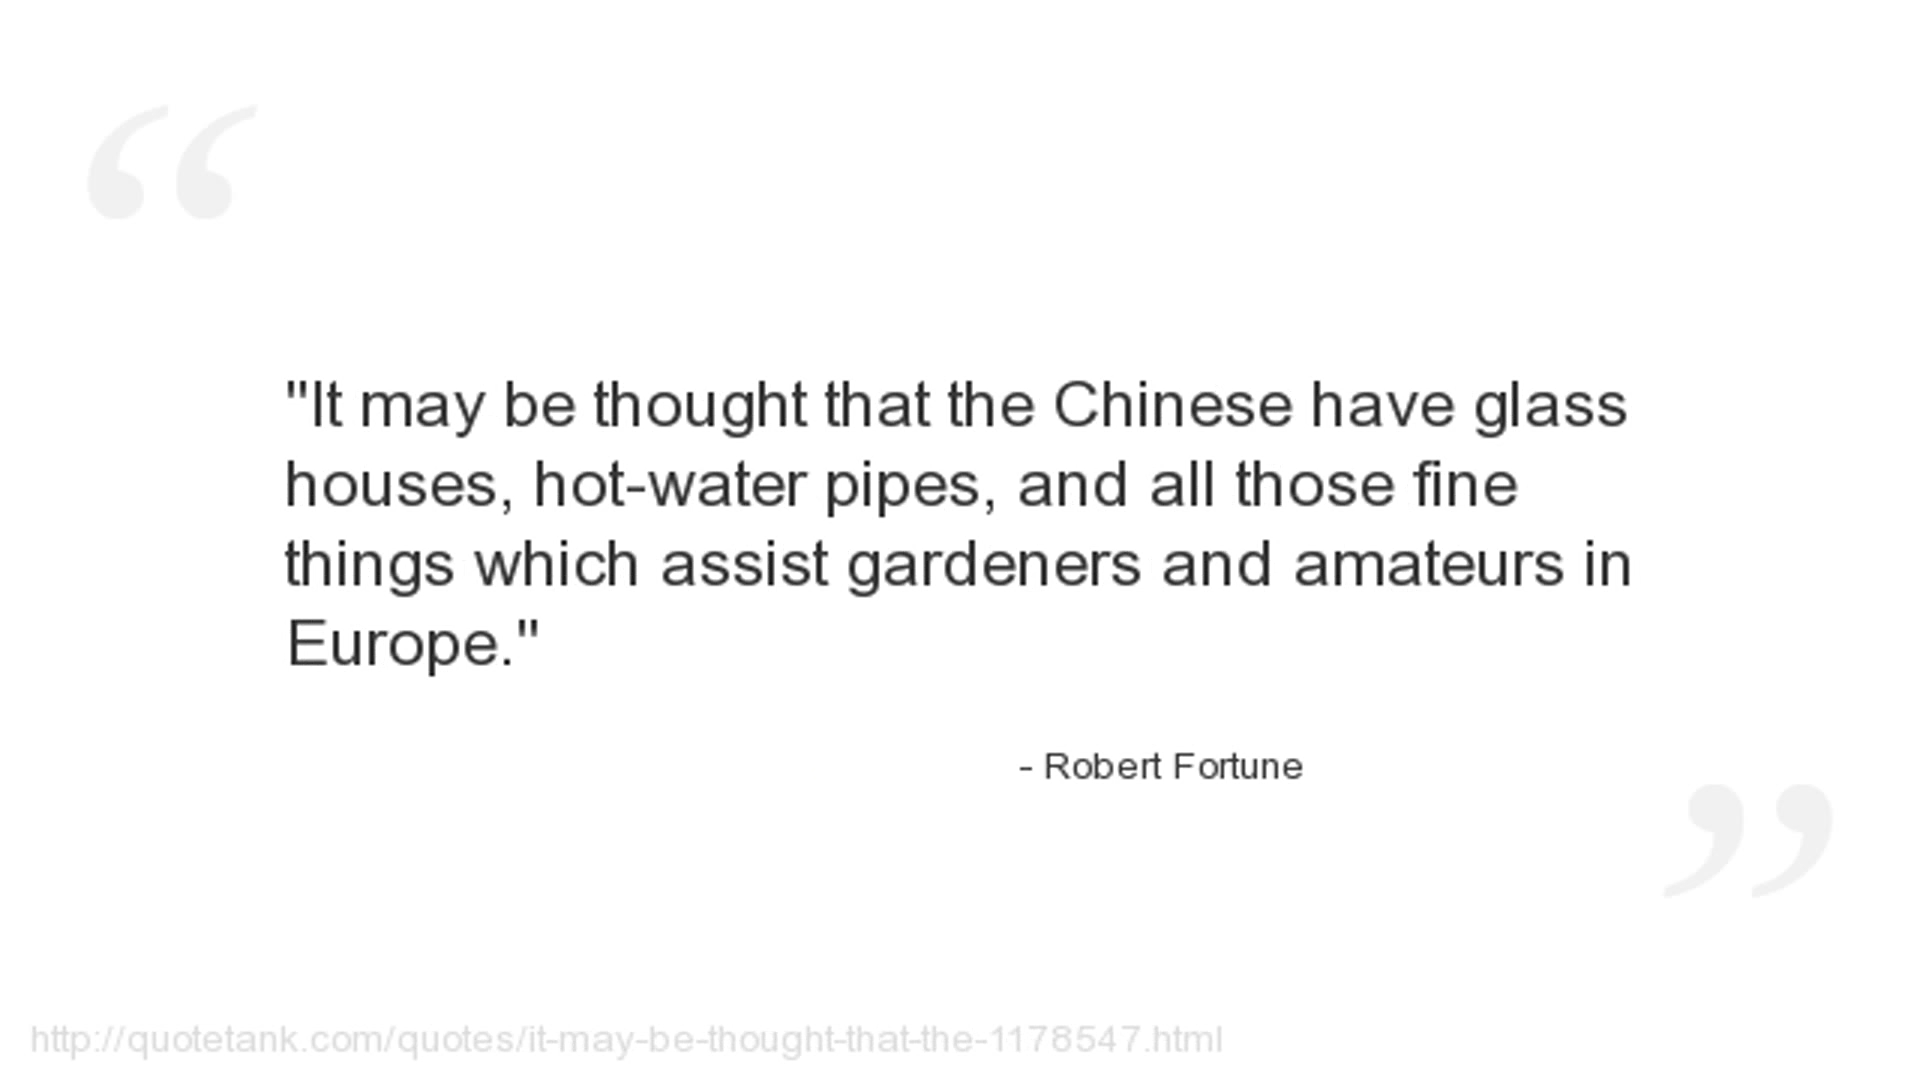 "It may be thought that the Chinese have glass
houses, hot-water pipes, and all those fine
things which assist gardeners and amateurs in
Europe."
- Robert Fortune
http://quotetank.com/quotes/it-may-be-thought-that-the-1178547.html